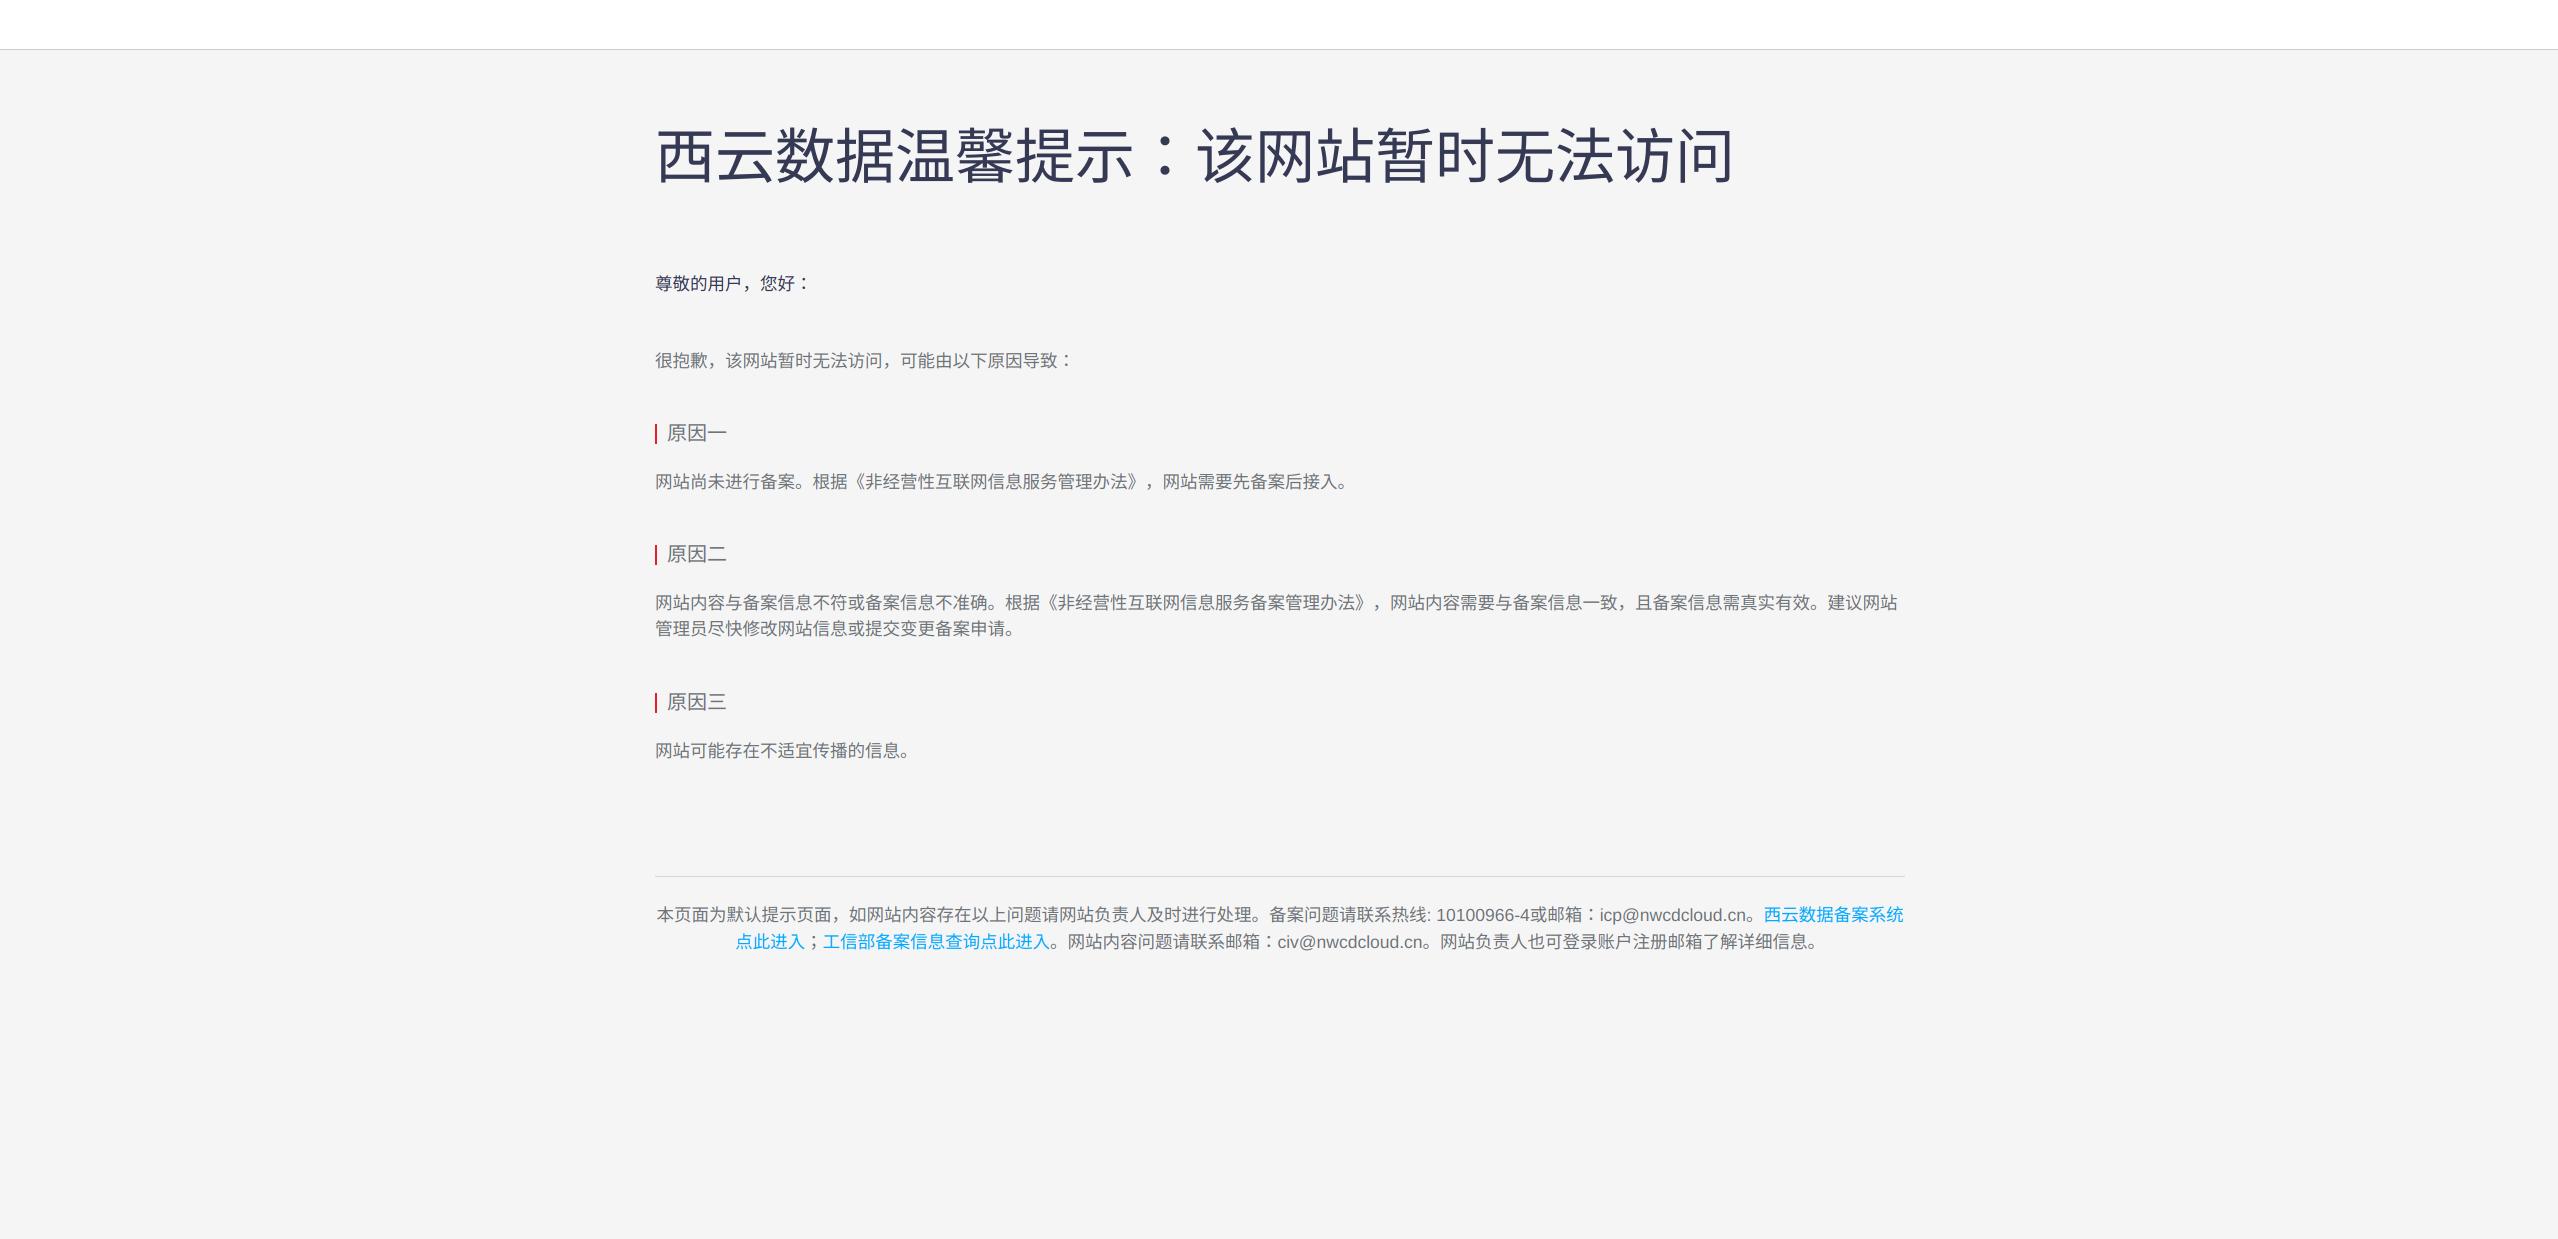 西云数据温馨提示：该网站暂时无法访问
尊敬的用户，您好：
很抱歉，该网站暂时无法访问，可能由以下原因导致：
原因一
网站尚未进行备案。根据《非经营性互联网信息服务管理办法》，网站需要先备案后接入。
原因二
网站内容与备案信息不符或备案信息不准确。根据《非经营性互联网信息服务备案管理办法》，网站内容需要与备案信息一致，且备案信息需真实有效。建议网站
管理员尽快修改网站信息或提交变更备案申请。
原因三
网站可能存在不适宜传播的信息。
本页面为默认提示页面，如网站内容存在以上问题请网站负责人及时进行处理。备案问题请联系热线: 10100966-4或邮箱：icp@nwcdcloud.cn。西云数据备案系统
点此进入；工信部备案信息查询点此进入。网站内容问题请联系邮箱：civ@nwcdcloud.cn。网站负责人也可登录账户注册邮箱了解详细信息。